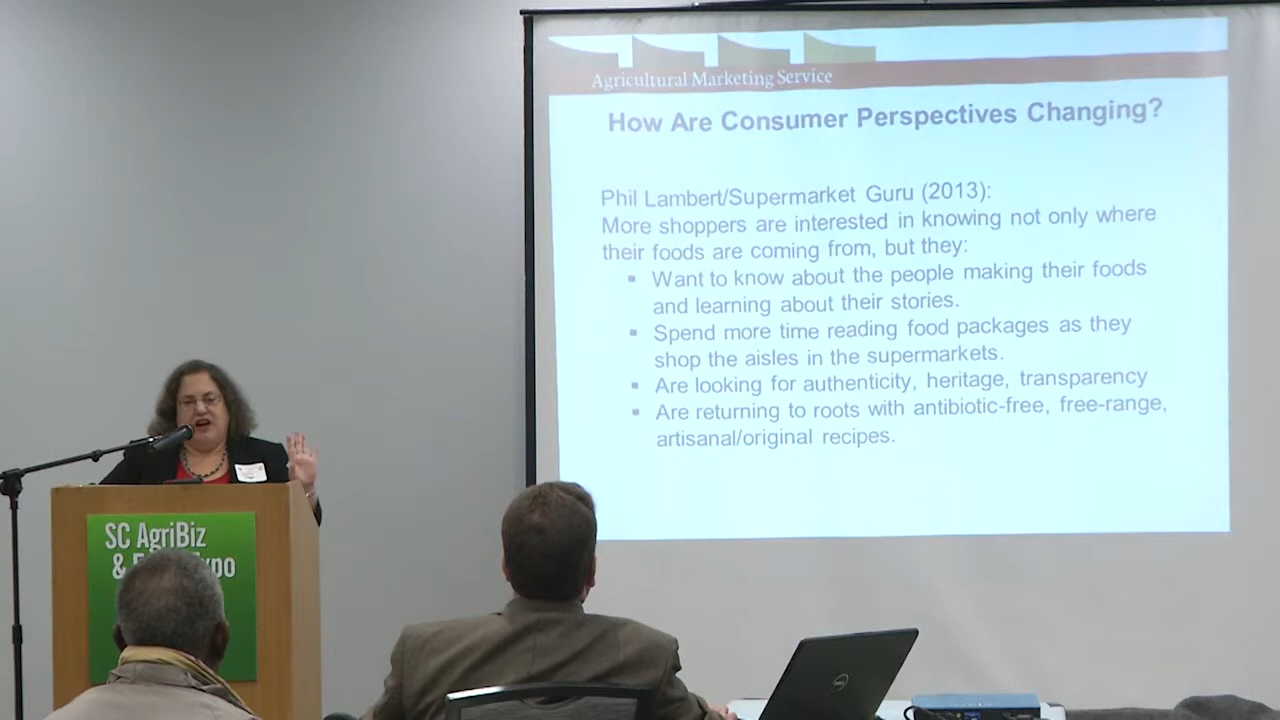 Agricultural Marketing Service
How Are Consumer Perspectives Changing?
Phil Lambert/Supermarket Guru (2013):
More shoppers are interested in knowing not only where
their foods are coming from, but they:
▪ Want to know about the people making their foods
and learning about their stories.
▪ Spend more time reading food packages as they
shop the aisles in the supermarkets.
▪ Are looking for authenticity, heritage, transparency
▪ Are returning to roots with antibiotic-free, free-range,
artisanal/original recipes.
SC AgriBiz
&
DELL